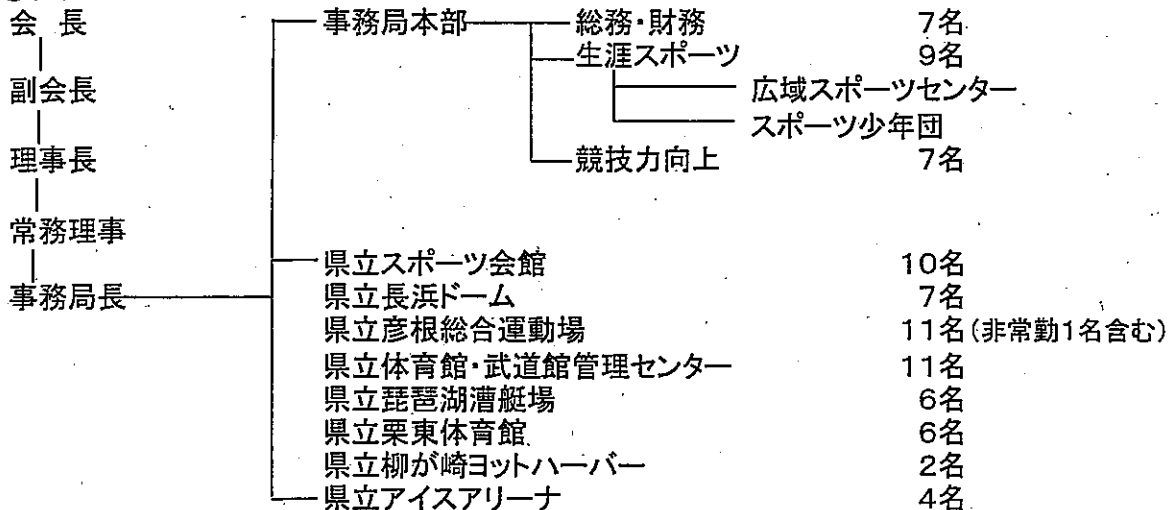 会 長 事務局本部 総務・財務 7名
生涯スポーツ 9名
副会長 広域スポーツセンター
スポーツ少年団
理事長 競技力向上 7名
常務理事
県立スポーツ会館 10名
事務局長 県立長浜ドーム 7名
県立彦根総合運動場 11名(非常勤1名含む)
県立体育館・武道館管理センター 11名
県立琵琶湖漕艇場 6名
県立栗東体育館 6名
県立柳が崎ヨットハーバー 2名
県立アイスアリーナ 4名